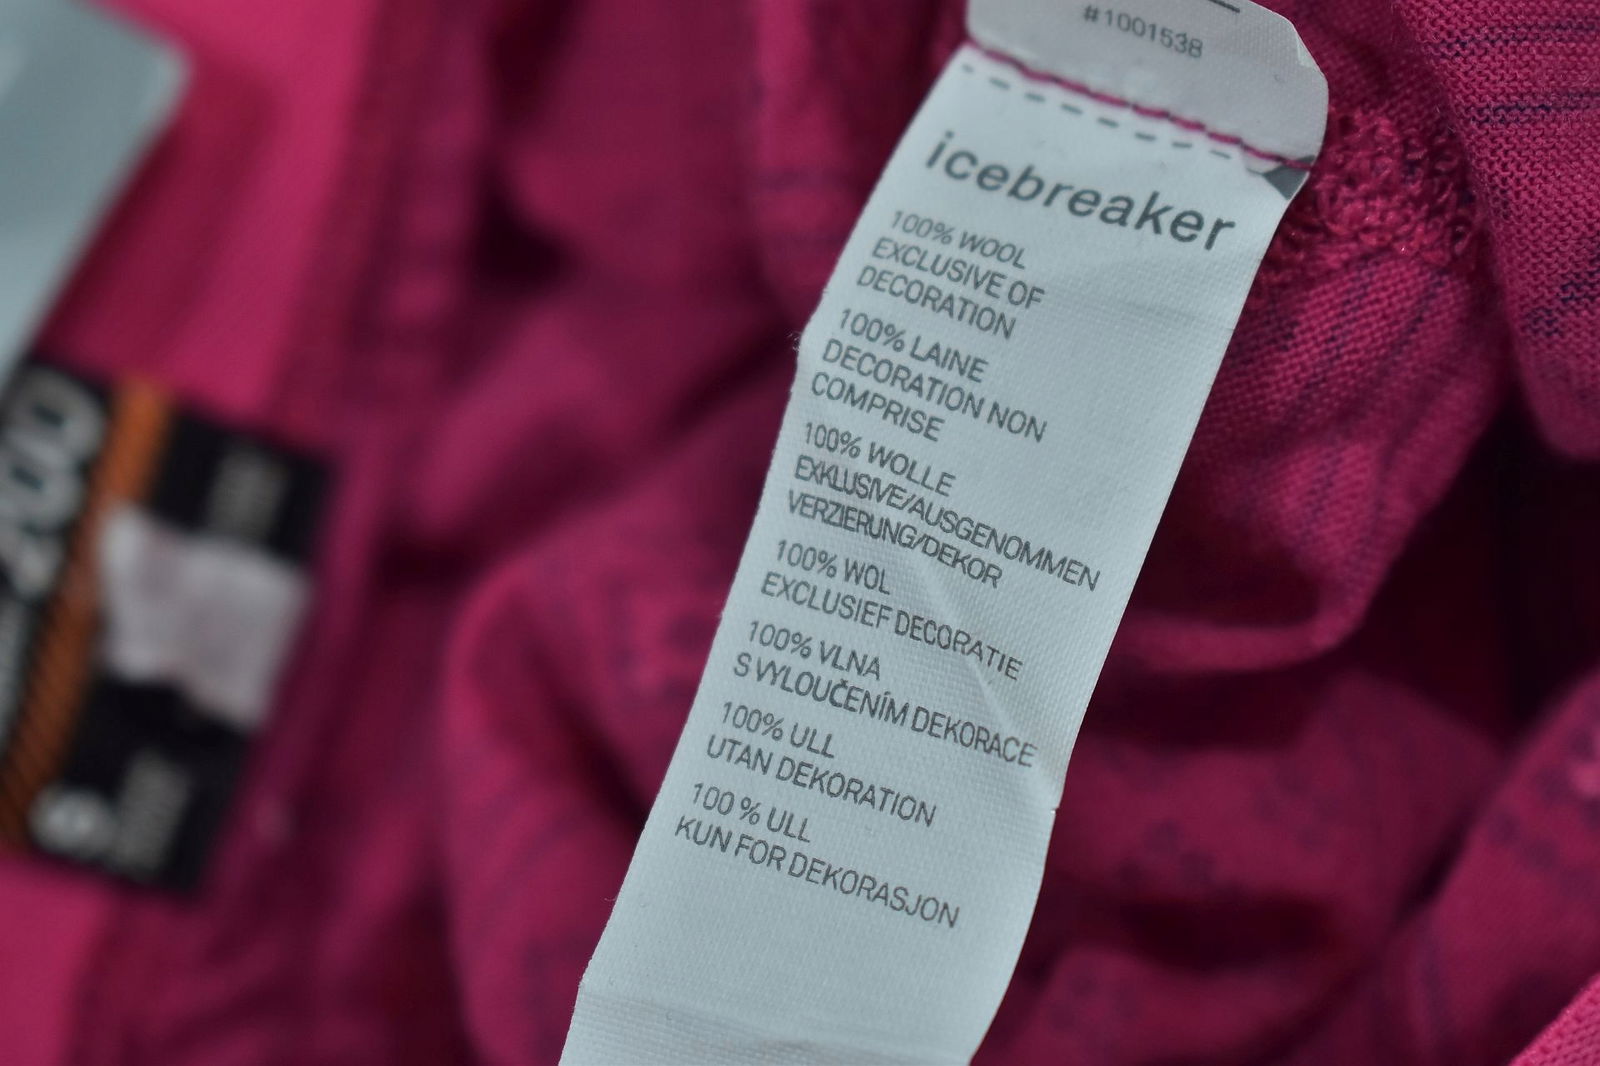 #1001538
icebreaker
100% WOOL
EXCLUSIVE OF
DECORATION
100% LAINE
DECORATION NON
COMPRISE
100% WOLLE
EXKLUSIVE/AUSGENOMMEN
VERZIERUNG/DEKOR
100% WOL
EXCLUSIEF DECORATIE
100% VLNA
S VYLOUČENÍM DEKORACE
100% ULL
UTAN DEKORATION
100 % ULL
KUN FOR DEKORASJON
200